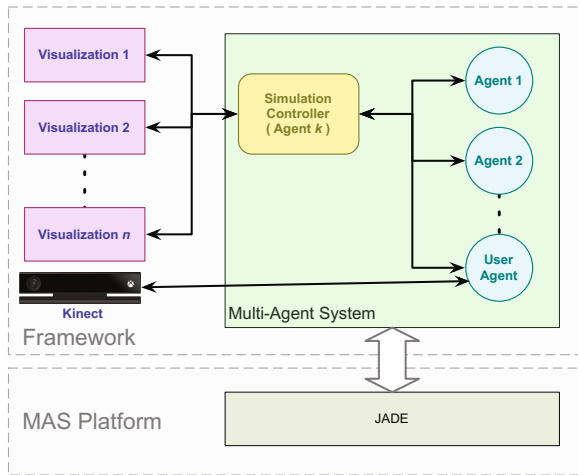 Visualization 1
Visualization 2
Visualization n
Kinect
Framework
Simulation
Controller
( Agent k )
Agent 1
Agent 2
User
Agent
Multi-Agent System
MAS Platform
JADE